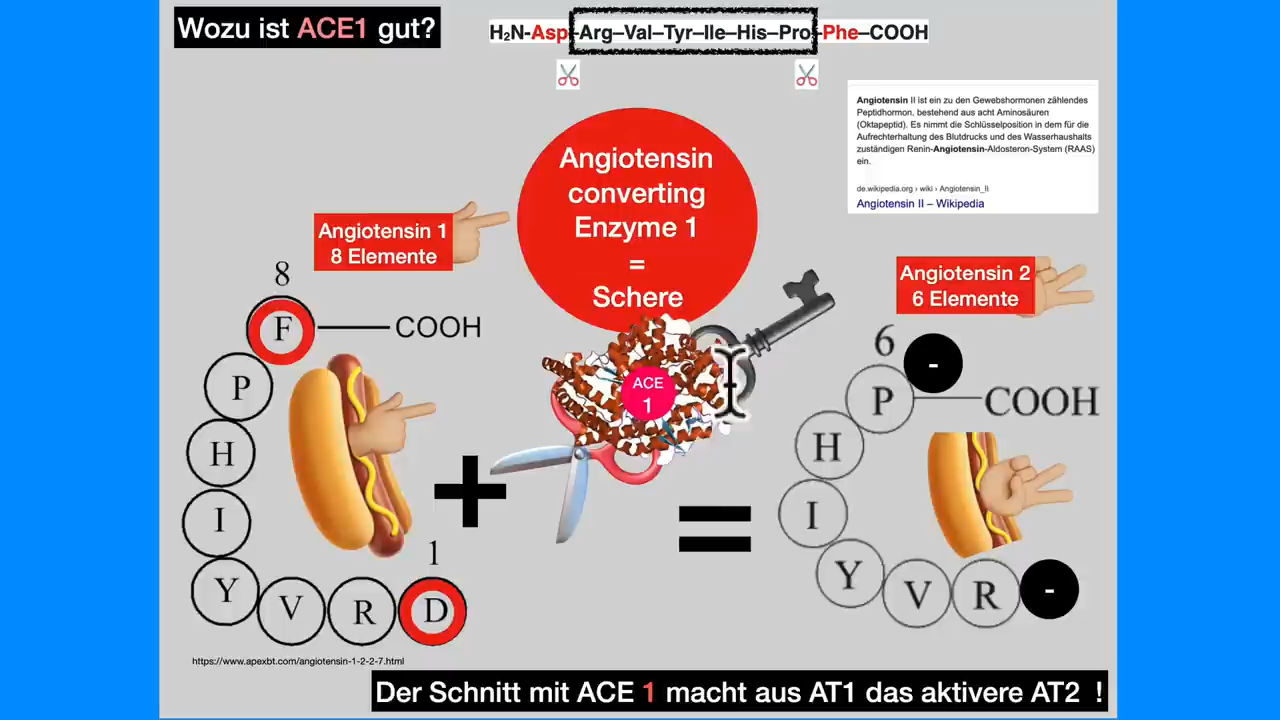 Wozu ist ACE1 gut?
H₂N-Asp-Arg–Val–Tyr–Ile–His–Pro-Phe–COOH
Angiotensin II ist ein zu den Gewebshormonen zählendes
Peptidhormon, bestehend aus acht Aminosäuren
(Oktapeptid). Es nimmt die Schlüsselposition in dem für die
Aufrechterhaltung des Blutdrucks und des Wasserhaushalts
zuständigen Renin-Angiotensin-Aldosteron-System (RAAS)
ein.
de.wikipedia.org › wiki › Angiotensin_II
Angiotensin II – Wikipedia
Angiotensin
converting
Enzyme 1
=
Schere
Angiotensin 1
8 Elemente
Angiotensin 2
6 Elemente
8
F
COOH
P
H
I
Y
V
R
D
1
+
ACE
1
=
6
-
P
COOH
H
I
Y
V
R
-
https://www.apexbt.com/angiotensin-1-2-2-7.html
Der Schnitt mit ACE 1 macht aus AT1 das aktivere AT2 !